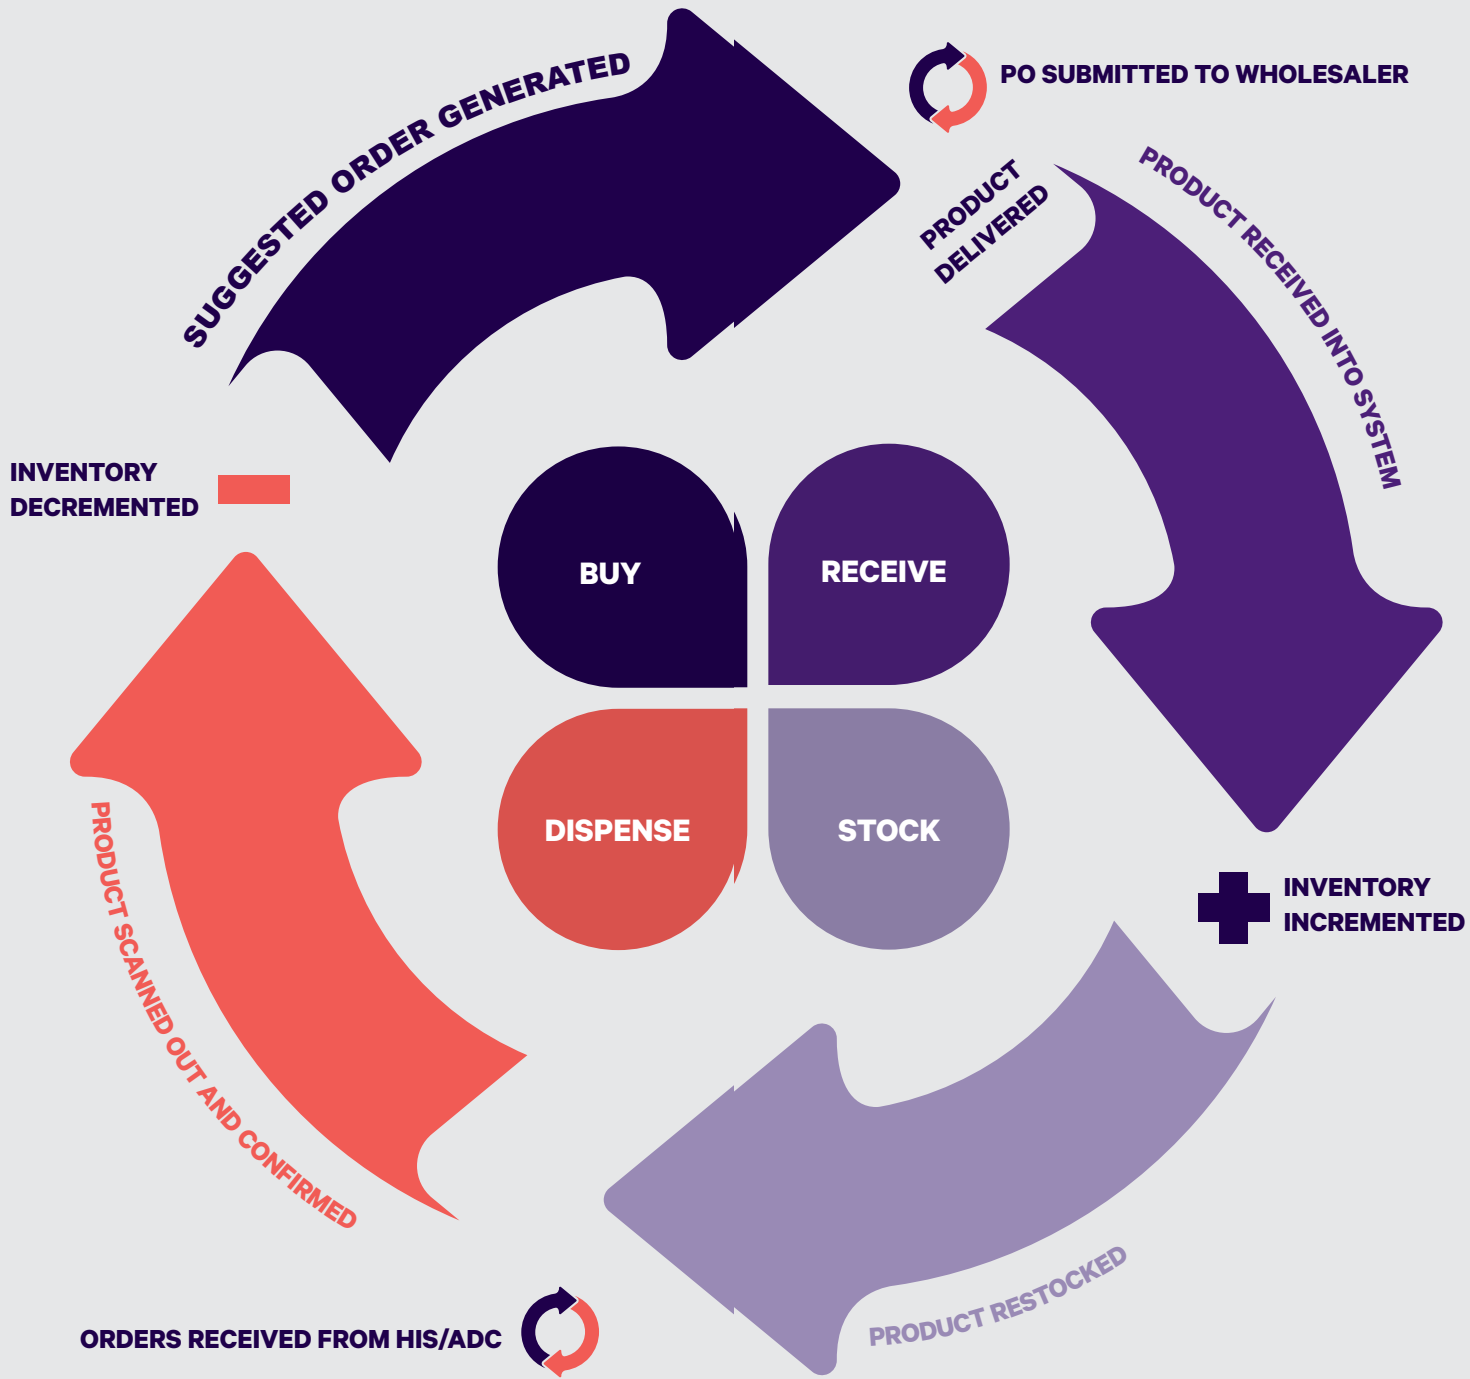 SUGGESTED ORDER GENERATED
PO SUBMITTED TO WHOLESALER
PRODUCT
DELIVERED
PRODUCT RECEIVED INTO SYSTEM
INVENTORY
DECREMENTED
BUY
RECEIVE
DISPENSE
STOCK
INVENTORY
INCREMENTED
PRODUCT SCANNED OUT AND CONFIRMED
PRODUCT RESTOCKED
ORDERS RECEIVED FROM HIS/ADC